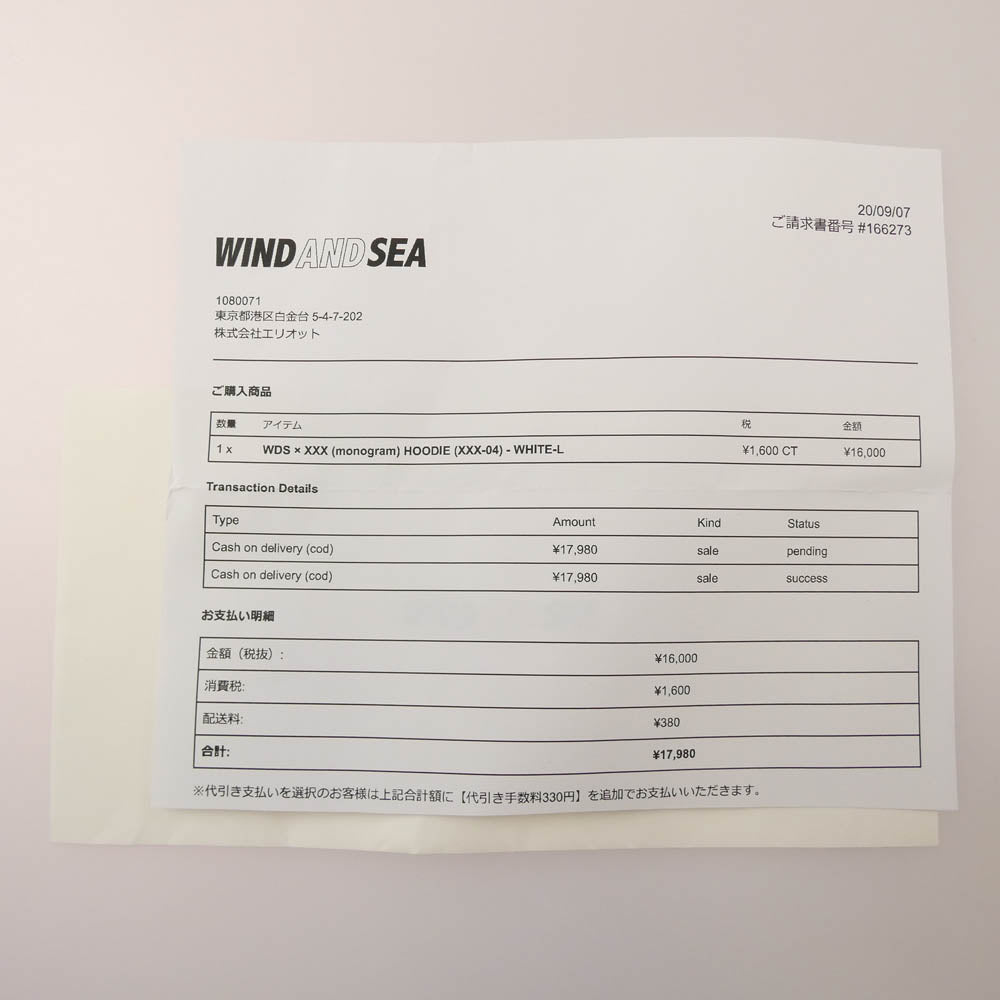 20/09/07
ご請求書番号 #166273
WIND AND SEA
1080071
東京都港区白金台 5-4-7-202
株式会社エリオット
ご購入商品
数量 アイテム 税 金額
1 x WDS × XXX (monogram) HOODIE (XXX-04) - WHITE-L ¥1,600 CT ¥16,000
Transaction Details
Type Amount Kind Status
Cash on delivery (cod) ¥17,980 sale pending
Cash on delivery (cod) ¥17,980 sale success
お支払い明細
金額（税抜）: ¥16,000
消費税: ¥1,600
配送料: ¥380
合計: ¥17,980
※代引き支払いを選択のお客様は上記合計額に【代引き手数料330円】を追加でお支払いいただきます。